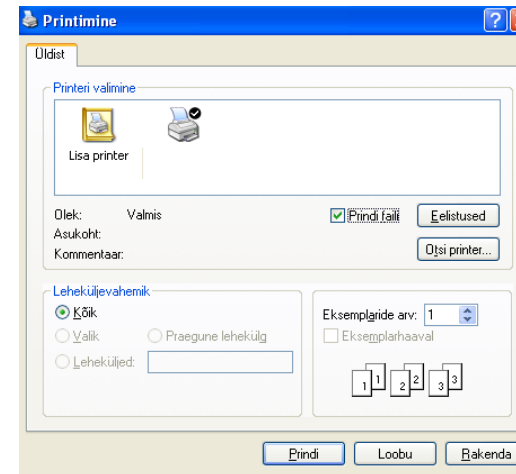 Printimine
Üldist
Printeri valimine
Lisa printer
Olek: Valmis
Prindi faili
Eelistused
Asukoht:
Kommentaar:
Otsi printer...
Leheküljevahemik
Kõik
Valik
Praegune lehekülg
Leheküljed:
Eksemplaride arv: 1
Eksemplarhaaval
1 1 2 2 3 3
Prindi
Loobu
Rakenda